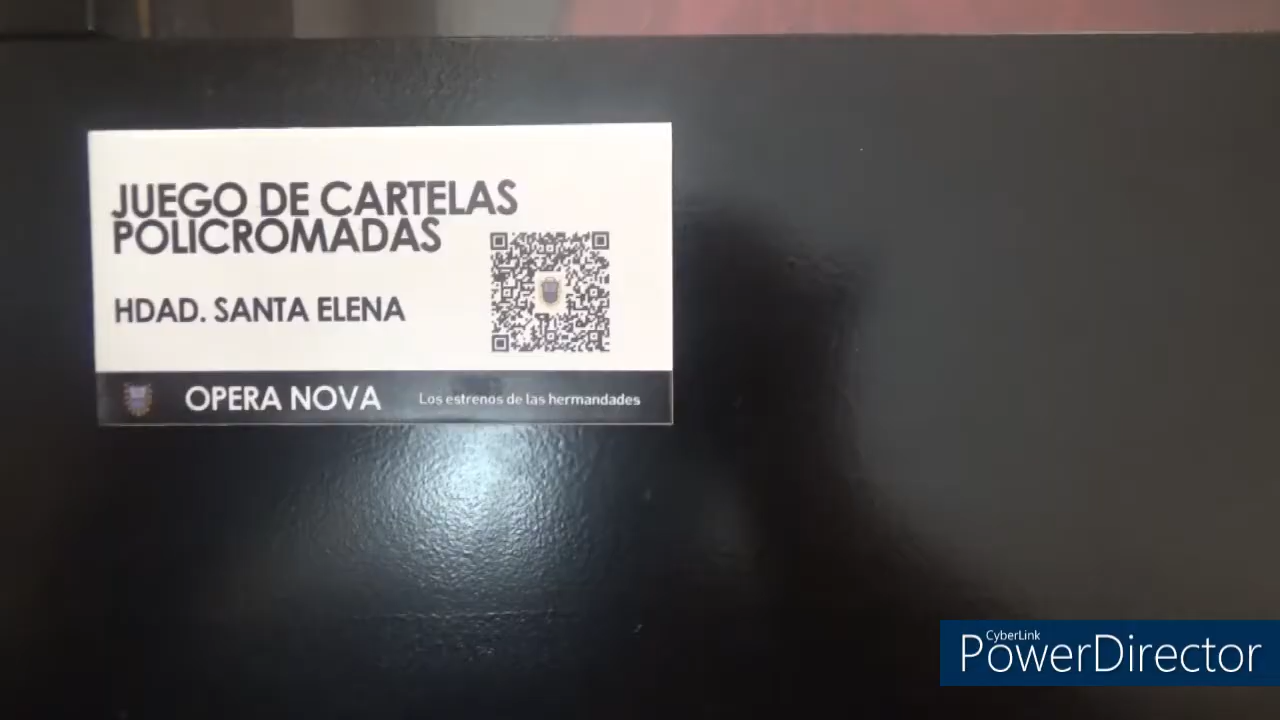 JUEGO DE CARTELAS
POLICROMADAS
HDAD. SANTA ELENA
OPERA NOVA
Los estrenos de las hermandades
CyberLink
PowerDirector